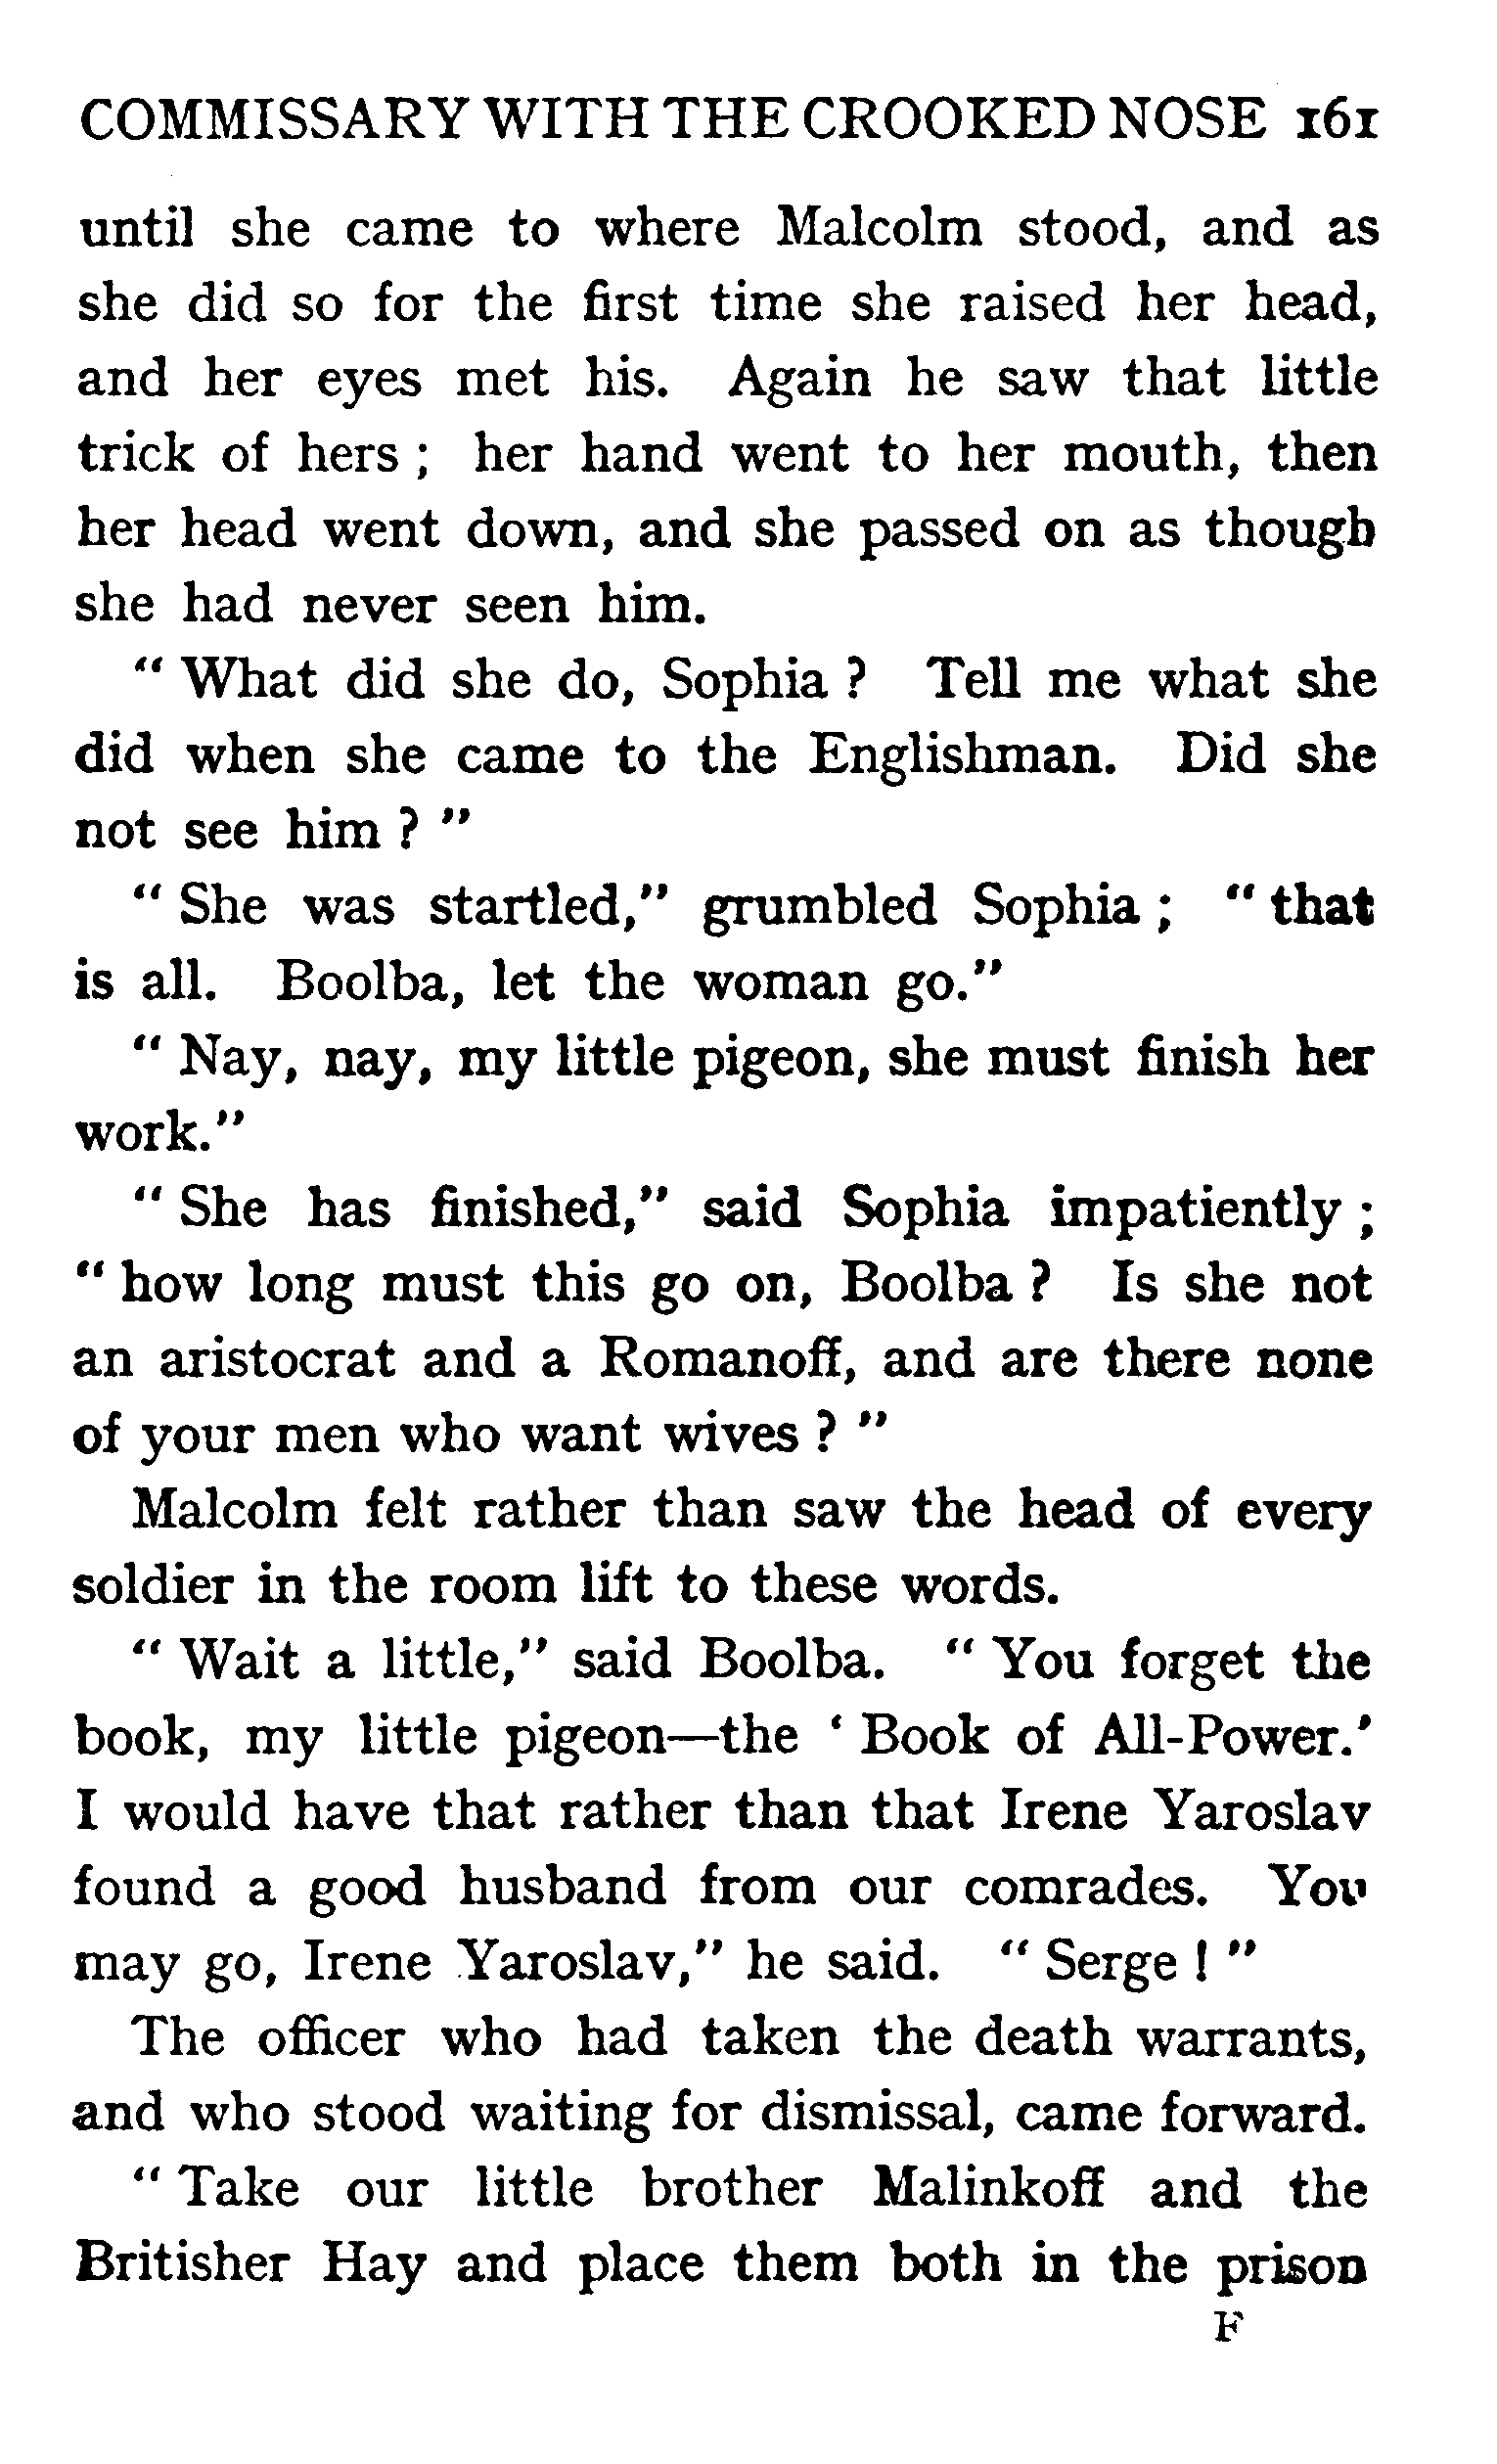 COMMISSARY WITH THE CROOKED NOSE 161
until she came to where Malcolm stood, and as
she did so for the first time she raised her head,
and her eyes met his. Again he saw that little
trick of hers ; her hand went to her mouth, then
her head went down, and she passed on as though
she had never seen him.
“ What did she do, Sophia ? Tell me what she
did when she came to the Englishman. Did she
not see him ? ”
“ She was startled,” grumbled Sophia ; “ that
is all. Boolba, let the woman go.”
“ Nay, nay, my little pigeon, she must finish her
work.”
“ She has finished,” said Sophia impatiently ;
“ how long must this go on, Boolba ? Is she not
an aristocrat and a Romanoff, and are there none
of your men who want wives ? ”
Malcolm felt rather than saw the head of every
soldier in the room lift to these words.
“ Wait a little,” said Boolba. “ You forget the
book, my little pigeon—the ‘ Book of All-Power.’
I would have that rather than that Irene Yaroslav
found a good husband from our comrades. You
may go, Irene Yaroslav,” he said. “ Serge ! ”
The officer who had taken the death warrants,
and who stood waiting for dismissal, came forward.
“ Take our little brother Malinkoff and the
Britisher Hay and place them both in the prison
F